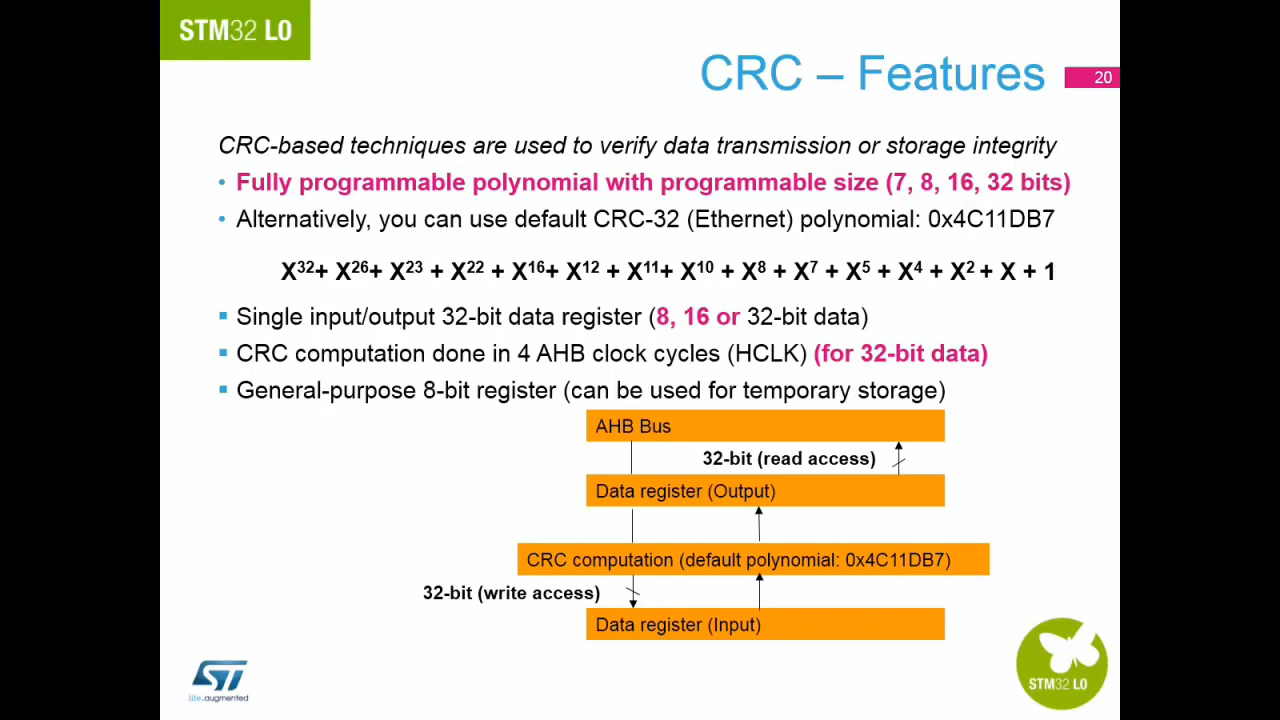 STM32 L0
CRC – Features
20
CRC-based techniques are used to verify data transmission or storage integrity
• Fully programmable polynomial with programmable size (7, 8, 16, 32 bits)
• Alternatively, you can use default CRC-32 (Ethernet) polynomial: 0x4C11DB7
X³²+ X²⁶+ X²³ + X²² + X¹⁶+ X¹² + X¹¹+ X¹⁰ + X⁸ + X⁷ + X⁵ + X⁴ + X² + X + 1
▪ Single input/output 32-bit data register (8, 16 or 32-bit data)
▪ CRC computation done in 4 AHB clock cycles (HCLK) (for 32-bit data)
▪ General-purpose 8-bit register (can be used for temporary storage)
AHB Bus
32-bit (read access)
Data register (Output)
CRC computation (default polynomial: 0x4C11DB7)
32-bit (write access)
Data register (Input)
ST
life.augmented
STM32 L0